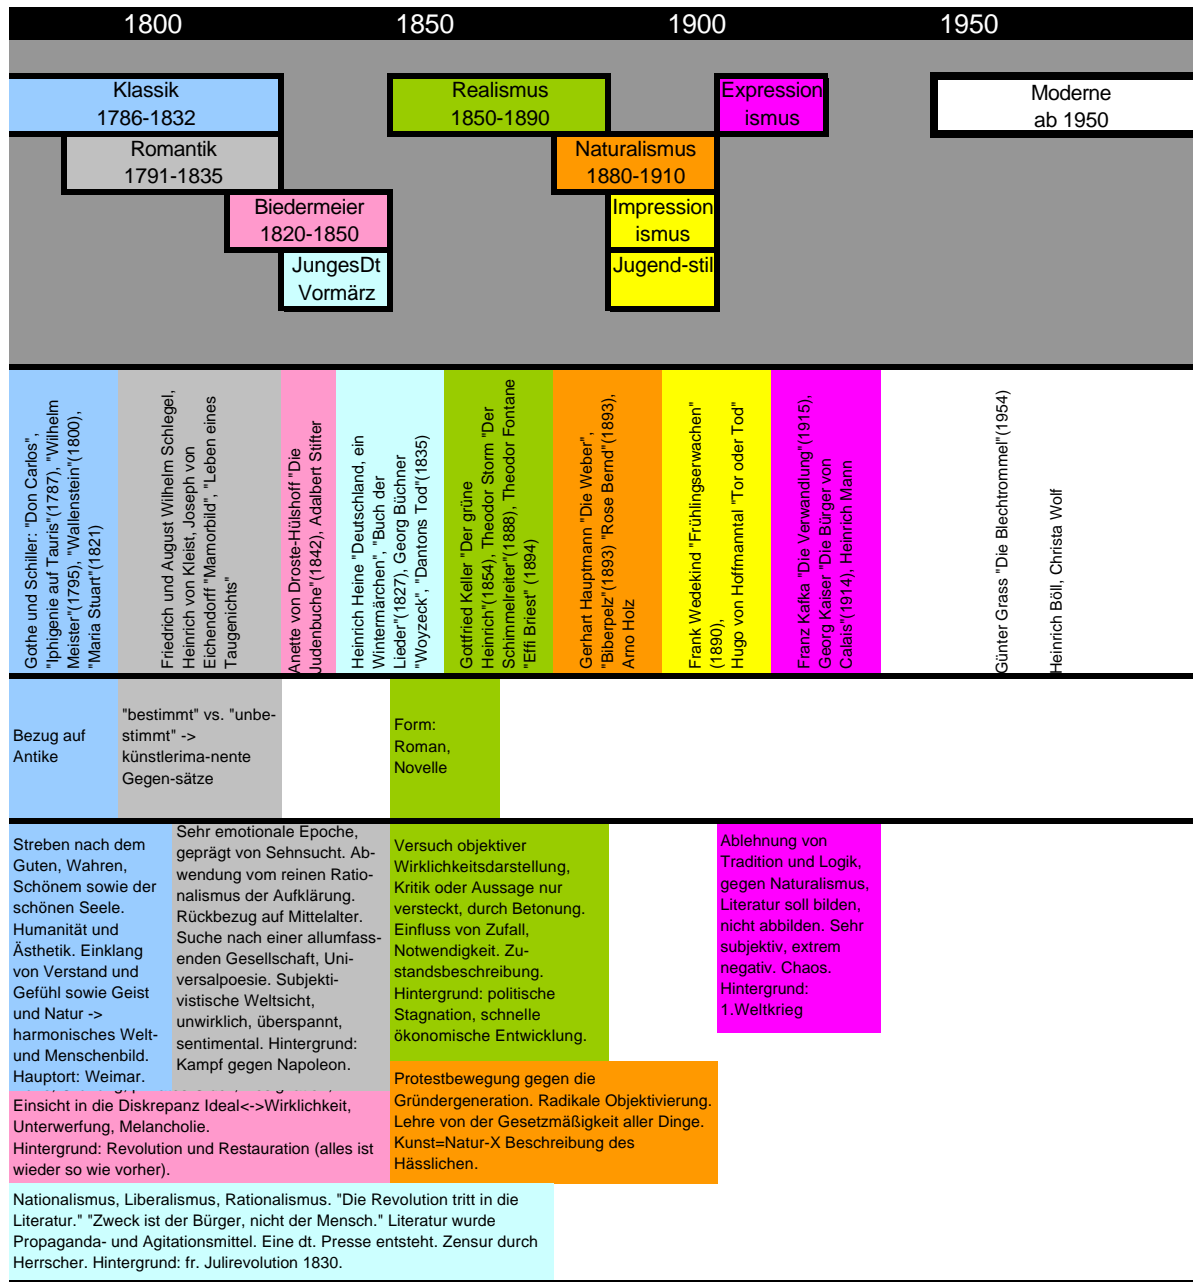 1800 1850 1900 1950
Klassik
1786-1832
Realismus
1850-1890
Expression
ismus
Moderne
ab 1950
Romantik
1791-1835
Naturalismus
1880-1910
Biedermeier
1820-1850
Impression
ismus
JungesDt
Vormärz
Jugend-stil
Gothe und Schiller: "Don Carlos",
"Iphigenie auf Tauris"(1787), "Wilhelm
Meister"(1795), "Wallenstein"(1800),
"Maria Stuart"(1821)
Friedrich und August Wilhelm Schlegel,
Heinrich von Kleist, Joseph von
Eichendorff "Mamorbild", "Leben eines
Taugenichts"
Anette von Droste-Hülshoff "Die
Judenbuche"(1842), Adalbert Stifter
Heinrich Heine "Deutschland, ein
Wintermärchen", "Buch der
Lieder"(1827), Georg Büchner
"Woyzeck", "Dantons Tod"(1835)
Gottfried Keller "Der grüne
Heinrich"(1854), Theodor Storm "Der
Schimmelreiter"(1888), Theodor Fontane
"Effi Briest" (1894)
Gerhart Hauptmann "Die Weber",
"Biberpelz"(1893) "Rose Bernd"(1893),
Arno Holz
Frank Wedekind "Frühlingserwachen"
(1890),
Hugo von Hoffmanntal "Tor oder Tod"
Franz Kafka "Die Verwandlung"(1915),
Georg Kaiser "Die Bürger von
Calais"(1914), Heinrich Mann
Günter Grass "Die Blechtrommel"(1954)
Heinrich Böll, Christa Wolf
Bezug auf
Antike
"bestimmt" vs. "unbe-
stimmt" ->
künstlerima-nente
Gegen-sätze
Form:
Roman,
Novelle
Streben nach dem
Guten, Wahren,
Schönem sowie der
schönen Seele.
Humanität und
Ästhetik. Einklang
von Verstand und
Gefühl sowie Geist
und Natur ->
harmonisches Welt-
und Menschenbild.
Hauptort: Weimar.
Sehr emotionale Epoche,
geprägt von Sehnsucht. Ab-
wendung vom reinen Ratio-
nalismus der Aufklärung.
Rückbezug auf Mittelalter.
Suche nach einer allumfass-
enden Gesellschaft, Uni-
versalpoesie. Subjekti-
vistische Weltsicht,
unwirklich, überspannt,
sentimental. Hintergrund:
Kampf gegen Napoleon.
Versuch objektiver
Wirklichkeitsdarstellung,
Kritik oder Aussage nur
versteckt, durch Betonung.
Einfluss von Zufall,
Notwendigkeit. Zu-
standsbeschreibung.
Hintergrund: politische
Stagnation, schnelle
ökonomische Entwicklung.
Ablehnung von
Tradition und Logik,
gegen Naturalismus,
Literatur soll bilden,
nicht abbilden. Sehr
subjektiv, extrem
negativ. Chaos.
Hintergrund:
1.Weltkrieg
Einsicht in die Diskrepanz Ideal<->Wirklichkeit,
Unterwerfung, Melancholie.
Hintergrund: Revolution und Restauration (alles ist
wieder so wie vorher).
Protestbewegung gegen die
Gründergeneration. Radikale Objektivierung.
Lehre von der Gesetzmäßigkeit aller Dinge.
Kunst=Natur-X Beschreibung des
Hässlichen.
Nationalismus, Liberalismus, Rationalismus. "Die Revolution tritt in die
Literatur." "Zweck ist der Bürger, nicht der Mensch." Literatur wurde
Propaganda- und Agitationsmittel. Eine dt. Presse entsteht. Zensur durch
Herrscher. Hintergrund: fr. Julirevolution 1830.